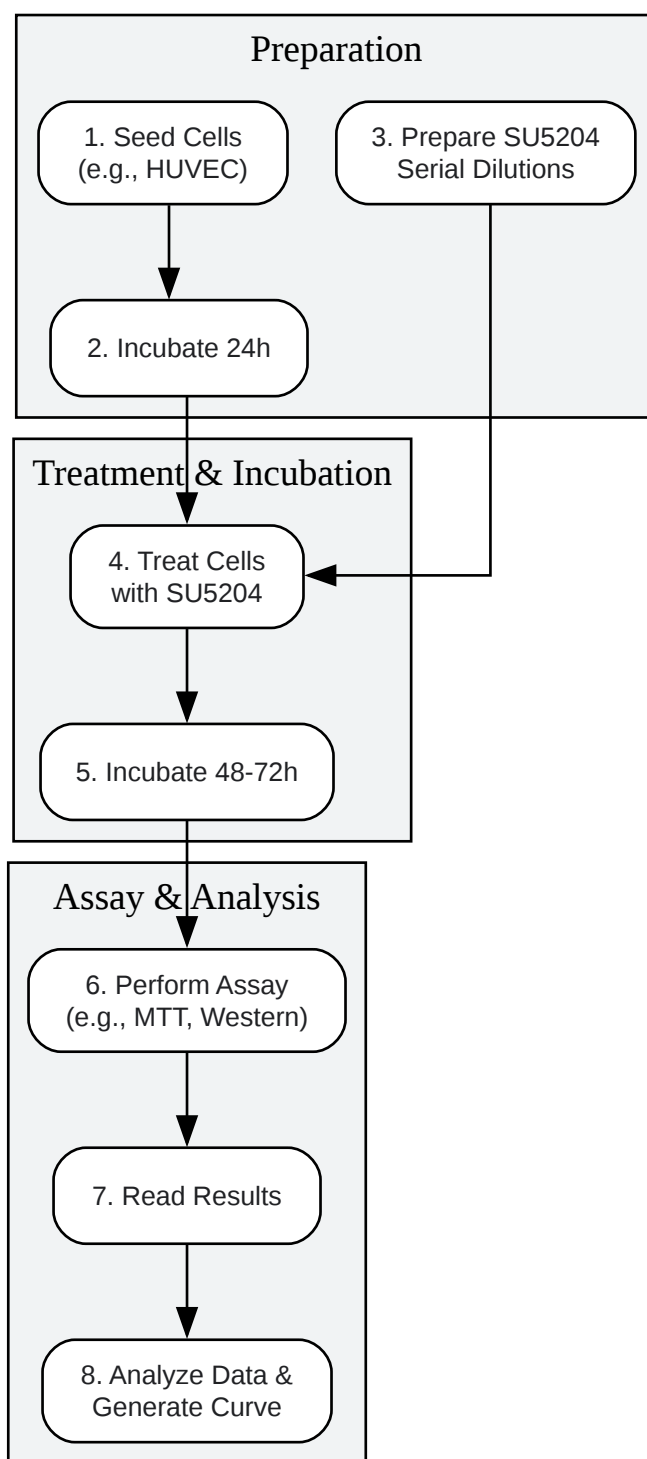 Preparation
1. Seed Cells
(e.g., HUVEC)
3. Prepare SU5204
Serial Dilutions
2. Incubate 24h
Treatment & Incubation
4. Treat Cells
with SU5204
5. Incubate 48-72h
Assay & Analysis
6. Perform Assay
(e.g., MTT, Western)
7. Read Results
8. Analyze Data &
Generate Curve